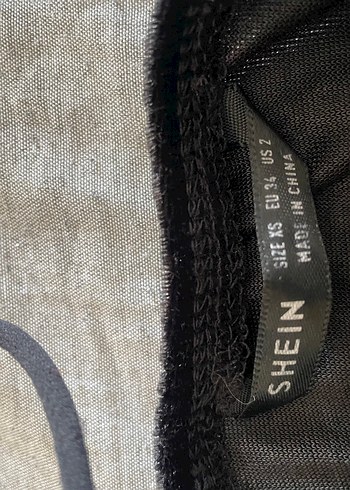 SHEIN
SIZE XS EU 34 US 2
MADE IN CHINA